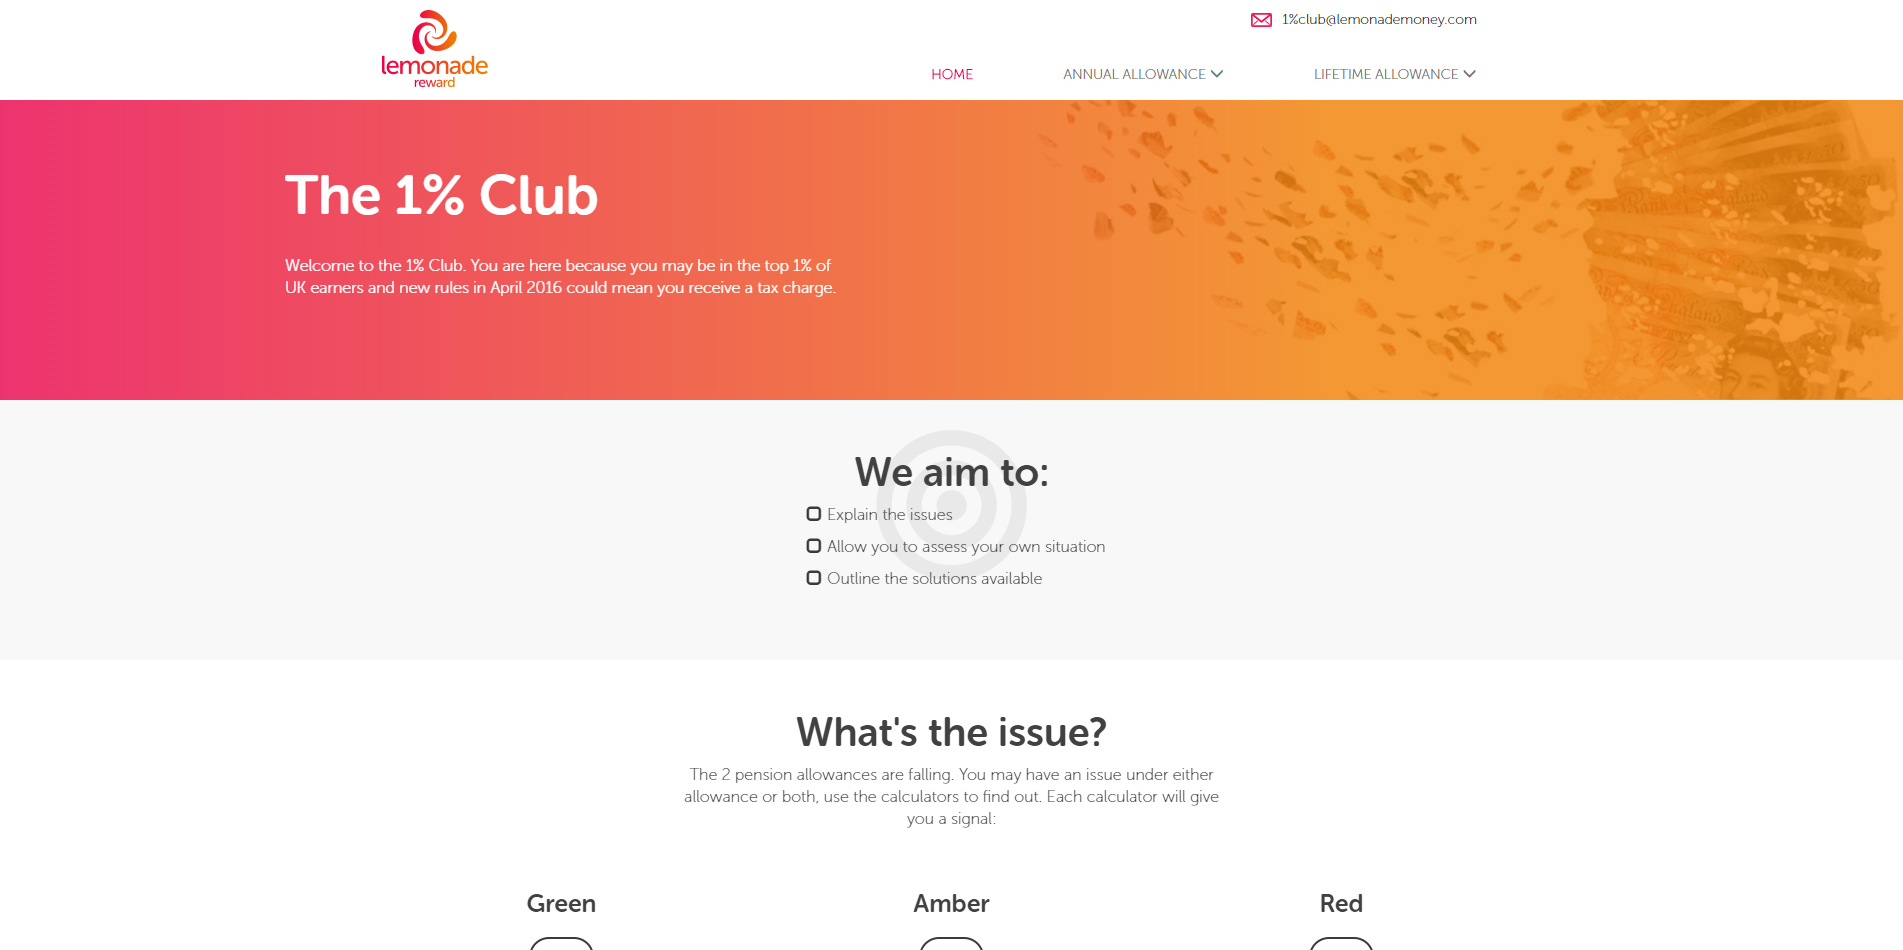 lemonade
reward
1%club@lemonademoney.com
HOME
ANNUAL ALLOWANCE
LIFETIME ALLOWANCE
The 1% Club
Welcome to the 1% Club. You are here because you may be in the top 1% of
UK earners and new rules in April 2016 could mean you receive a tax charge.
We aim to:
Explain the issues
Allow you to assess your own situation
Outline the solutions available
What's the issue?
The 2 pension allowances are falling. You may have an issue under either
allowance or both, use the calculators to find out. Each calculator will give
you a signal:
Green
Amber
Red